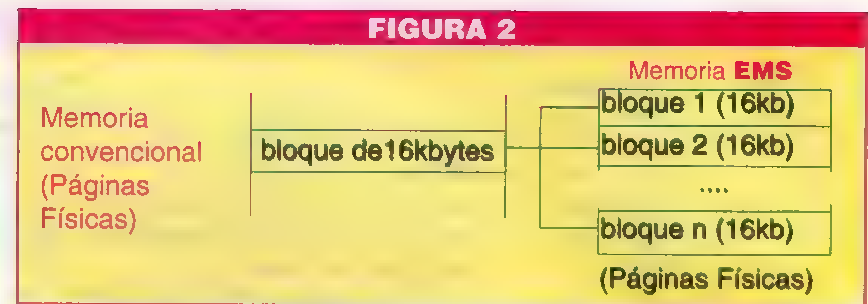 FIGURA 2
Memoria EMS
Memoria
convencional
(Páginas
Físicas)
bloque de16kbytes
bloque 1 (16kb)
bloque 2 (16kb)
....
bloque n (16kb)
(Páginas Físicas)